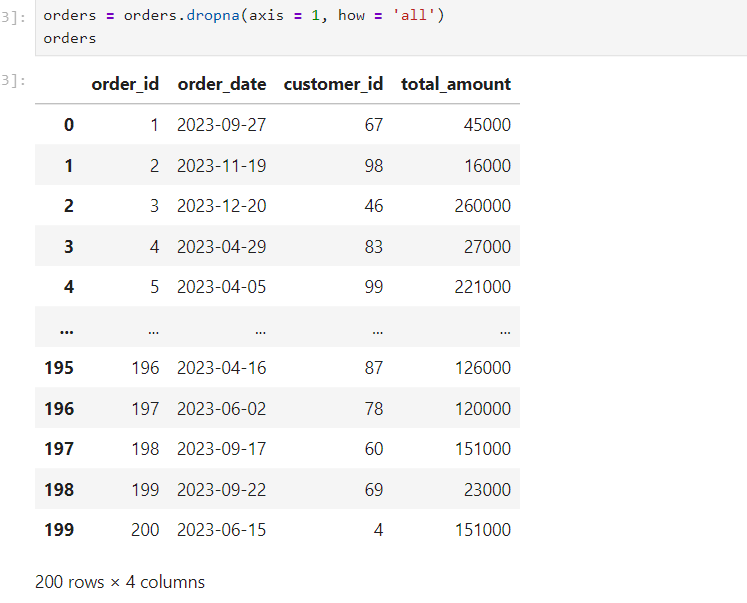 3]: orders = orders.dropna(axis = 1, how = 'all')
orders
3]:
order_id order_date customer_id total_amount
0 1 2023-09-27 67 45000
1 2 2023-11-19 98 16000
2 3 2023-12-20 46 260000
3 4 2023-04-29 83 27000
4 5 2023-04-05 99 221000
... ... ... ... ...
195 196 2023-04-16 87 126000
196 197 2023-06-02 78 120000
197 198 2023-09-17 60 151000
198 199 2023-09-22 69 23000
199 200 2023-06-15 4 151000
200 rows × 4 columns